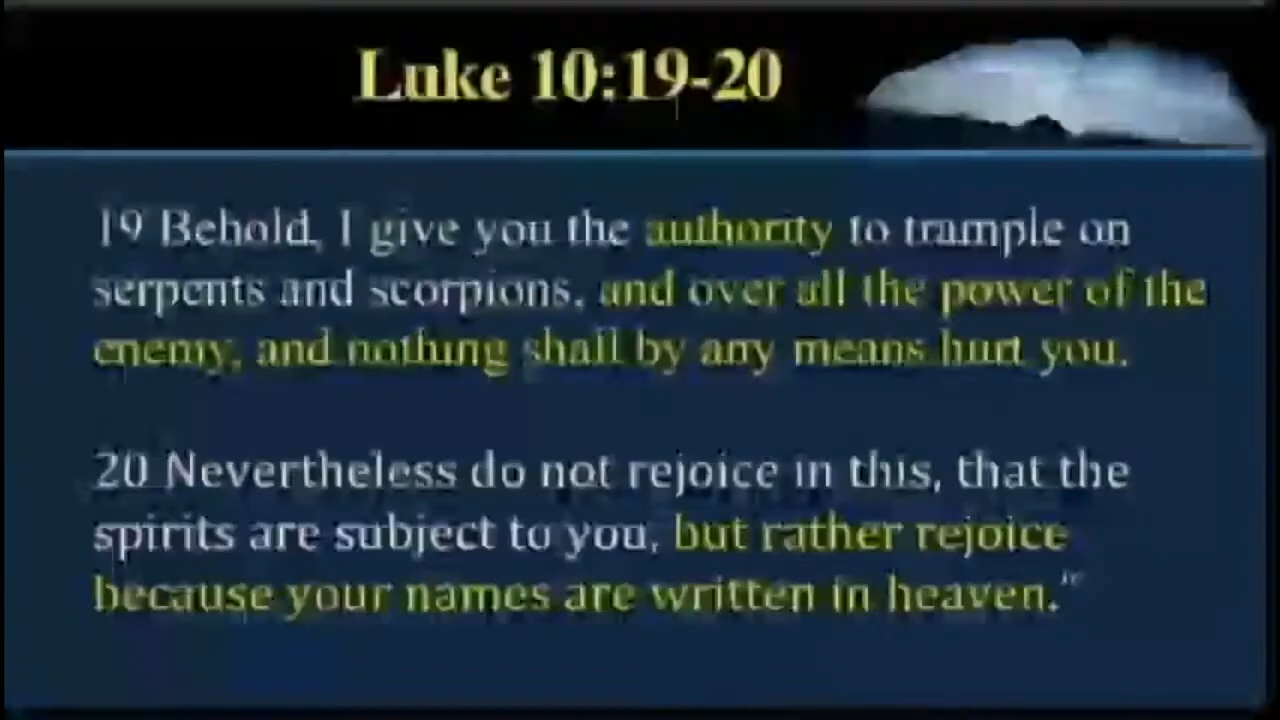 Luke 10:19-20
19 Behold, I give you the authority to trample on
serpents and scorpions, and over all the power of the
enemy, and nothing shall by any means hurt you.
20 Nevertheless do not rejoice in this, that the
spirits are subject to you, but rather rejoice
because your names are written in heaven."